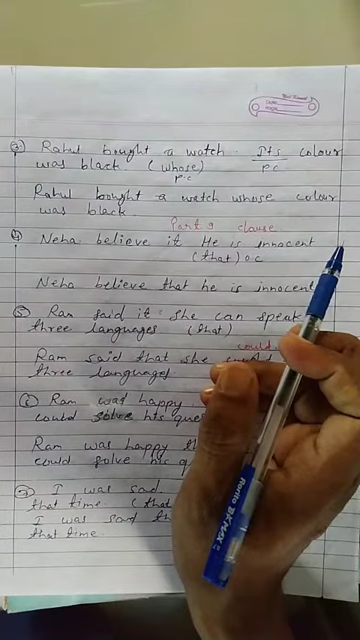 ③ Rahul bought a watch. Its colour
P.C
was black. (whose)
P.C
Rahul bought a watch whose colour
was black.
Part 9 clause
④ Neha believe it He is innocent
(that) O.C
Neha believe that he is innocent
⑤ Ram said it she can speak
three languages (that)
could
Ram said that she could
three languages
⑥ Ram was happy
could solve his
Ram was happy
could solve his
⑦ I was sad
that time.
I was sad
that time.
Rorito BKMAX